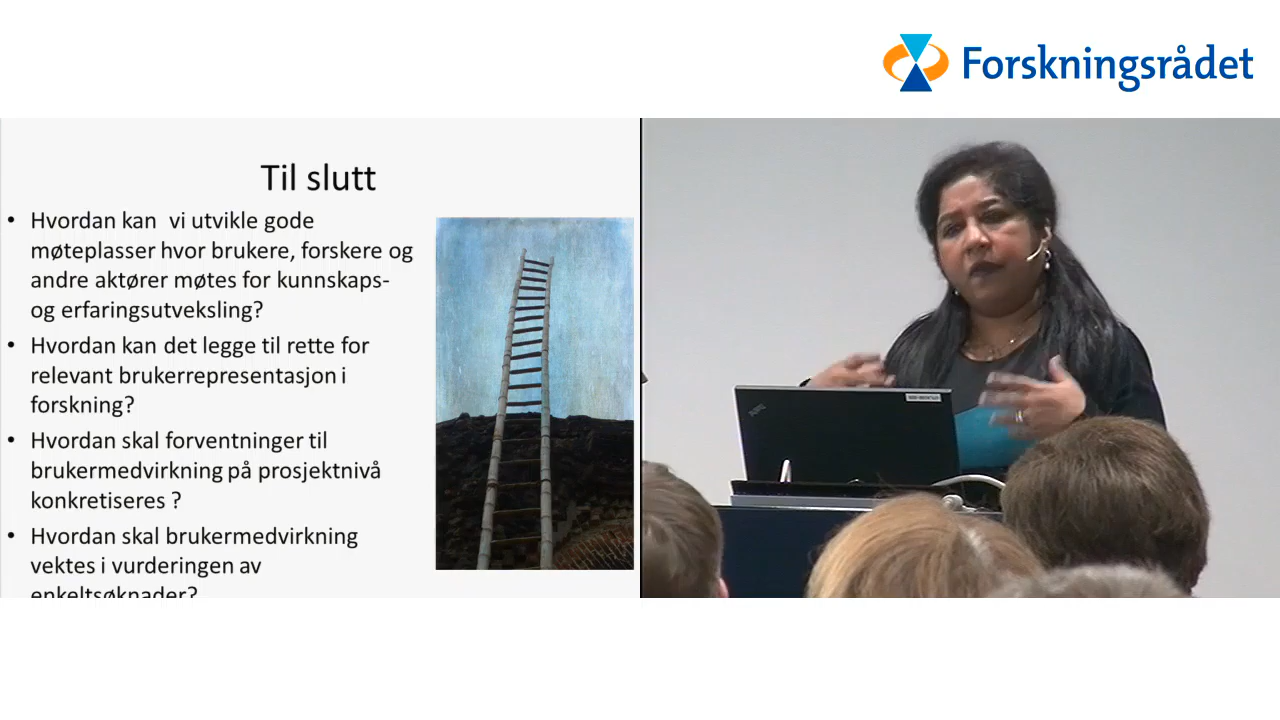 Forskningsrådet
Til slutt
• Hvordan kan  vi utvikle gode
møteplasser hvor brukere, forskere og
andre aktører møtes for kunnskaps-
og erfaringsutveksling?
• Hvordan kan det legge til rette for
relevant brukerrepresentasjon i
forskning?
• Hvordan skal forventninger til
brukermedvirkning på prosjektnivå
konkretiseres ?
• Hvordan skal brukermedvirkning
vektes i vurderingen av
enkeltsøknader?